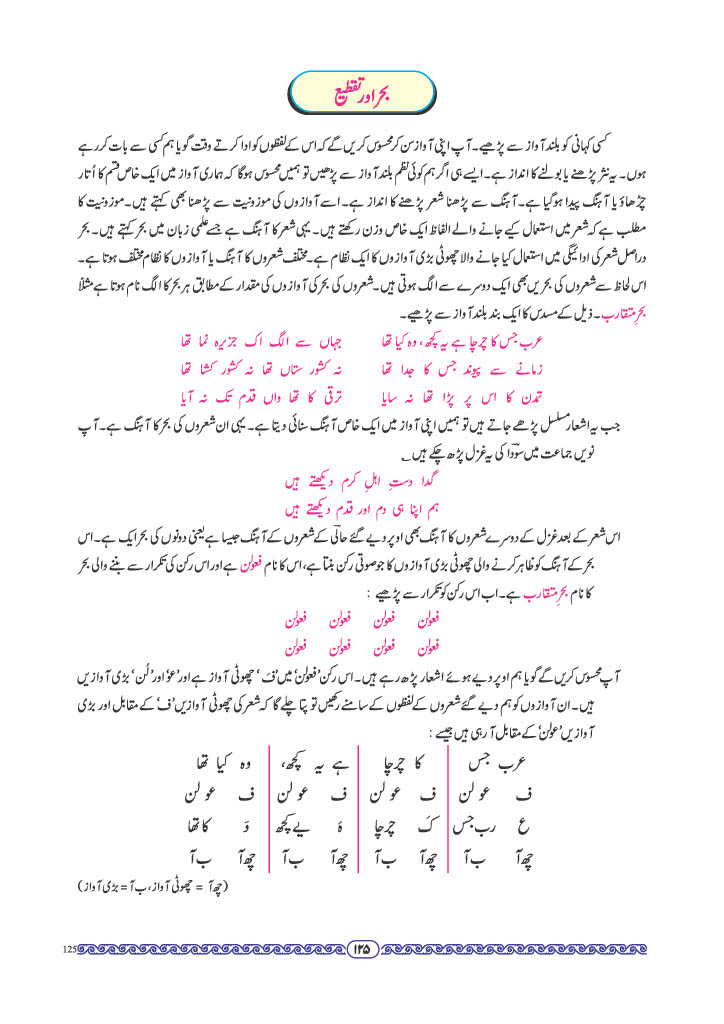 بحر اور تقطیع
کسی کہانی کو بلند آواز سے پڑھیے۔ آپ اپنی آواز سن کر محسوس کریں گے کہ اس کے لفظوں کو ادا کرتے وقت گویا ہم کسی سے بات کر رہے
ہوں۔ یہ نثر پڑھنے یا بولنے کا انداز ہے۔ ایسے ہی اگر ہم کوئی نظم بلند آواز سے پڑھیں تو ہمیں محسوس ہوگا کہ ہماری آواز میں ایک خاص قسم کا اُتار
چڑھاؤ یا آہنگ پیدا ہوگیا ہے۔ آہنگ سے پڑھنا شعر پڑھنے کا انداز ہے۔ اسے آوازوں کی موزونیت سے پڑھنا بھی کہتے ہیں۔ موزونیت کا
مطلب ہے کہ شعر میں استعمال کیے جانے والے الفاظ ایک خاص وزن رکھتے ہیں۔ یہی شعر کا آہنگ ہے جسے علمی زبان میں بحر کہتے ہیں۔ بحر
دراصل شعر کی ادائیگی میں استعمال کیا جانے والا چھوٹی بڑی آوازوں کا ایک نظام ہے۔ مختلف شعروں کا آہنگ یا آوازوں کا نظام مختلف ہوتا ہے۔
اس لحاظ سے شعروں کی بحریں بھی ایک دوسرے سے الگ ہوتی ہیں۔ شعروں کی بحر کی آوازوں کی مقدار کے مطابق ہر بحر کا الگ نام ہوتا ہے مثلاً
بحرِ متقارب۔ ذیل کے مسدس کا ایک بند بلند آواز سے پڑھیے۔
عرب جس کا چرچا ہے یہ کچھ، وہ کیا تھا جہاں سے الگ اک جزیرہ نما تھا
زمانے سے پیوند جس کا جدا تھا نہ کشور ستاں تھا نہ کشور کشا تھا
تمدن کا اس پر پڑا تھا نہ سایا ترقی کا تھا واں قدم تک نہ آیا
جب یہ اشعار مسلسل پڑھے جاتے ہیں تو ہمیں اپنی آواز میں ایک خاص آہنگ سنائی دیتا ہے۔ یہی ان شعروں کی بحر کا آہنگ ہے۔ آپ
نویں جماعت میں سوداؔ کی یہ غزل پڑھ چکے ہیں ؎
گدا دستِ اہلِ کرم دیکھتے ہیں
ہم اپنا ہی دم اور قدم دیکھتے ہیں
اس شعر کے بعد غزل کے دوسرے شعروں کا آہنگ بھی اوپر دیے گئے حالیؔ کے شعروں کے آہنگ جیسا ہے یعنی دونوں کی بحر ایک ہے۔ اس
بحر کے آہنگ کو ظاہر کرنے والی چھوٹی بڑی آوازوں کا جو صوتی رکن بنتا ہے، اس کا نام فعولن ہے اور اس رکن کی تکرار سے بننے والی بحر
کا نام بحرِ متقارب ہے۔ اب اس رکن کو تکرار سے پڑھیے :
فعولن فعولن فعولن فعولن
فعولن فعولن فعولن فعولن
آپ محسوس کریں گے گویا ہم اوپر دیے ہوئے اشعار پڑھ رہے ہیں۔ اس رکن 'فعولن' میں 'فَ' چھوٹی آواز ہے اور 'عوٗ' اور 'لُن' بڑی آوازیں
ہیں۔ ان آوازوں کو ہم دیے گئے شعروں کے لفظوں کے سامنے رکھیں تو پتا چلے گا کہ شعر کی چھوٹی آوازیں 'ف' کے مقابل اور بڑی
آوازیں 'عولن' کے مقابل آرہی ہیں جیسے :
عرب جس کا چرچا ہے یہ کچھ، وہ کیا تھا
ف عو لن ف عو لن ف عو لن ف عو لن
ع رب جس کَ چرچا ہَ یے کچھ وَ کا تھا
چھ آ ب آ چھ آ ب آ چھ آ ب آ چھ آ ب آ
(چھ آ = چھوٹی آواز، ب آ = بڑی آواز)
۱۲۵
125